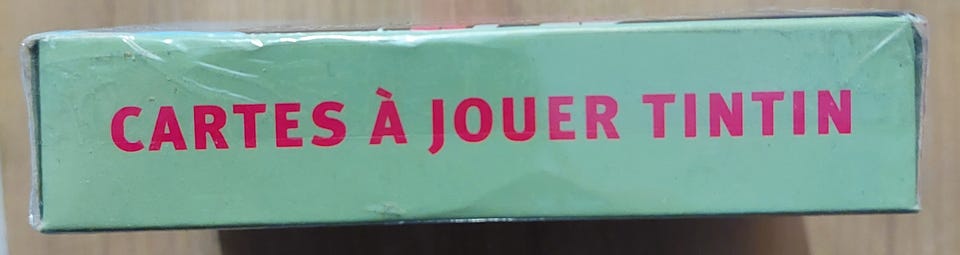 CARTES À JOUER TINTIN